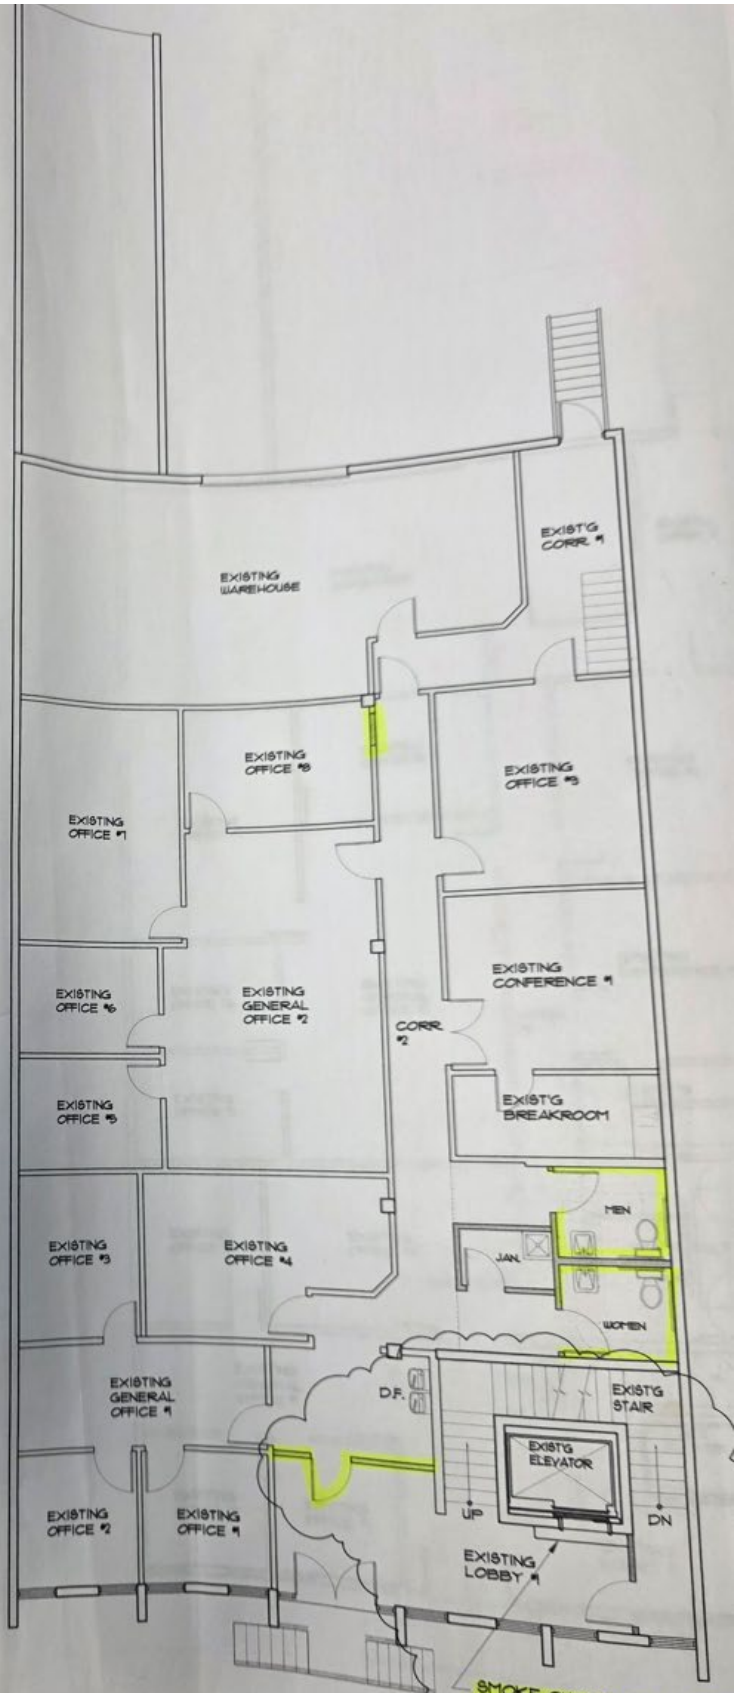 EXIST'G
CORR #1
EXISTING
WAREHOUSE
EXISTING
OFFICE #8
EXISTING
OFFICE #9
EXISTING
OFFICE #7
EXISTING
CONFERENCE #1
EXISTING
OFFICE #6
EXISTING
GENERAL
OFFICE #2
CORR
#2
EXISTING
OFFICE #5
EXIST'G
BREAKROOM
MEN
EXISTING
OFFICE #3
EXISTING
OFFICE #4
JAN.
WOMEN
EXISTING
GENERAL
OFFICE #1
D.F.
EXIST'G
STAIR
EXIST'G
ELEVATOR
EXISTING
OFFICE #2
EXISTING
OFFICE #1
UP
DN
EXISTING
LOBBY #1
SMOKE